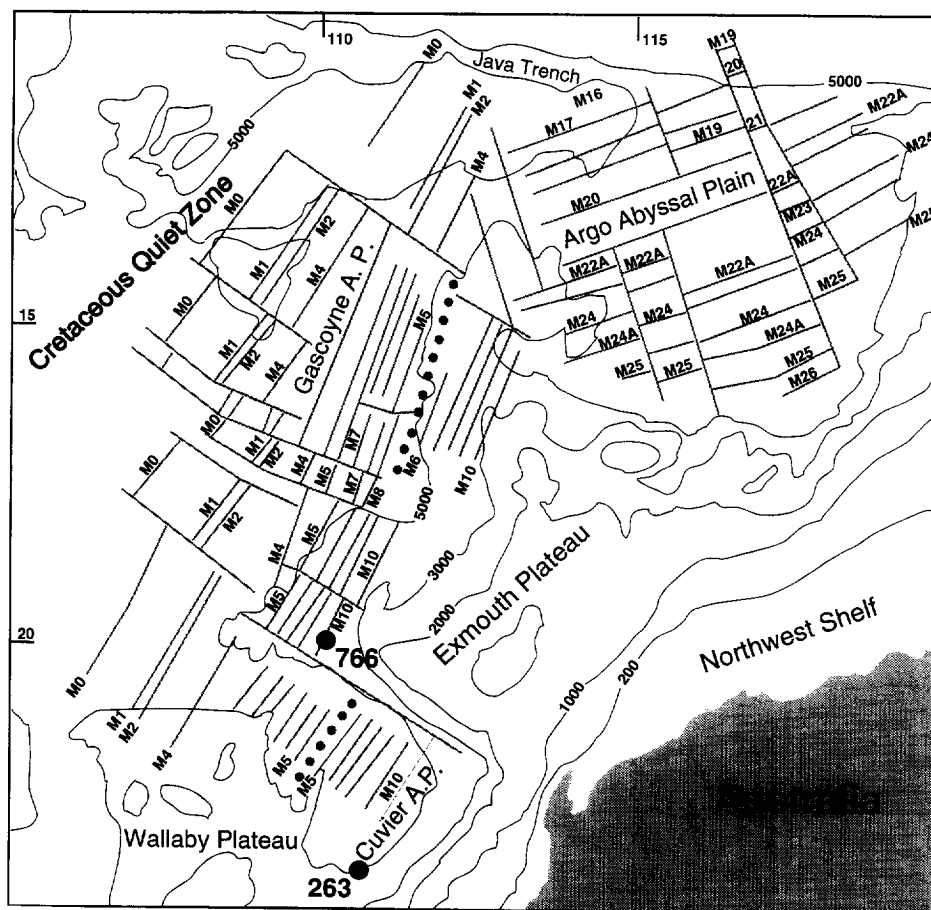 110
115
M0
Java Trench
M19
20
5000
M1
M2
M16
M17
M22A
M19
21
M24
M4
5000
M0
Cretaceous Quiet Zone
M2
M20
22A
Argo Abyssal Plain
M23
M25
M1
M4
Gascoyne A. P.
M22A
M22A
M22A
M24
M25
M0
M5
15
M24
M24
M24
M24A
M24A
M1
M2
M4
M25
M25
M25
M26
M0
M1
M2
M7
M4
M5
M7
M8
M6
M10
M0
5000
M1
M2
M5
M4
M10
3000
Exmouth Plateau
M5
M10
2000
Northwest Shelf
20
766
M0
1000
200
M1
M2
M4
M5
M5
M10
Cuvier A.P.
Australia
Wallaby Plateau
263